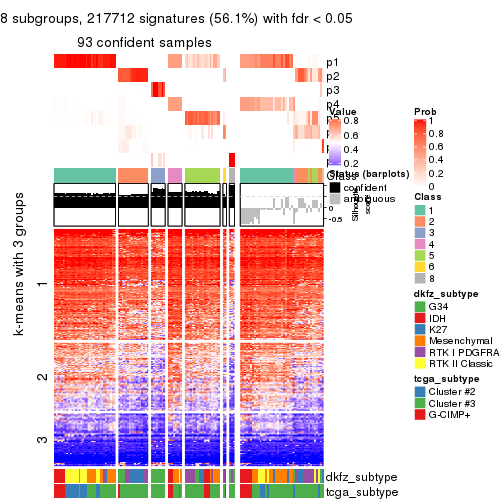 8 subgroups, 217712 signatures (56.1%) with fdr < 0.05
93 confident samples
p1
p2
p3
p4
Value
0.8
0.6
0.4
0.2
Prob
1
0.8
0.6
0.4
0.2
0
Status (barplots)
confident
ambiguous
Class
0
-0.5
Silhouette
score
Class
1
2
3
4
5
6
8
dkfz_subtype
G34
IDH
K27
Mesenchymal
RTK I PDGFRA
RTK II Classic
tcga_subtype
Cluster #2
Cluster #3
G-CIMP+
k-means with 3 groups
1
2
3
dkfz_subtype
tcga_subtype